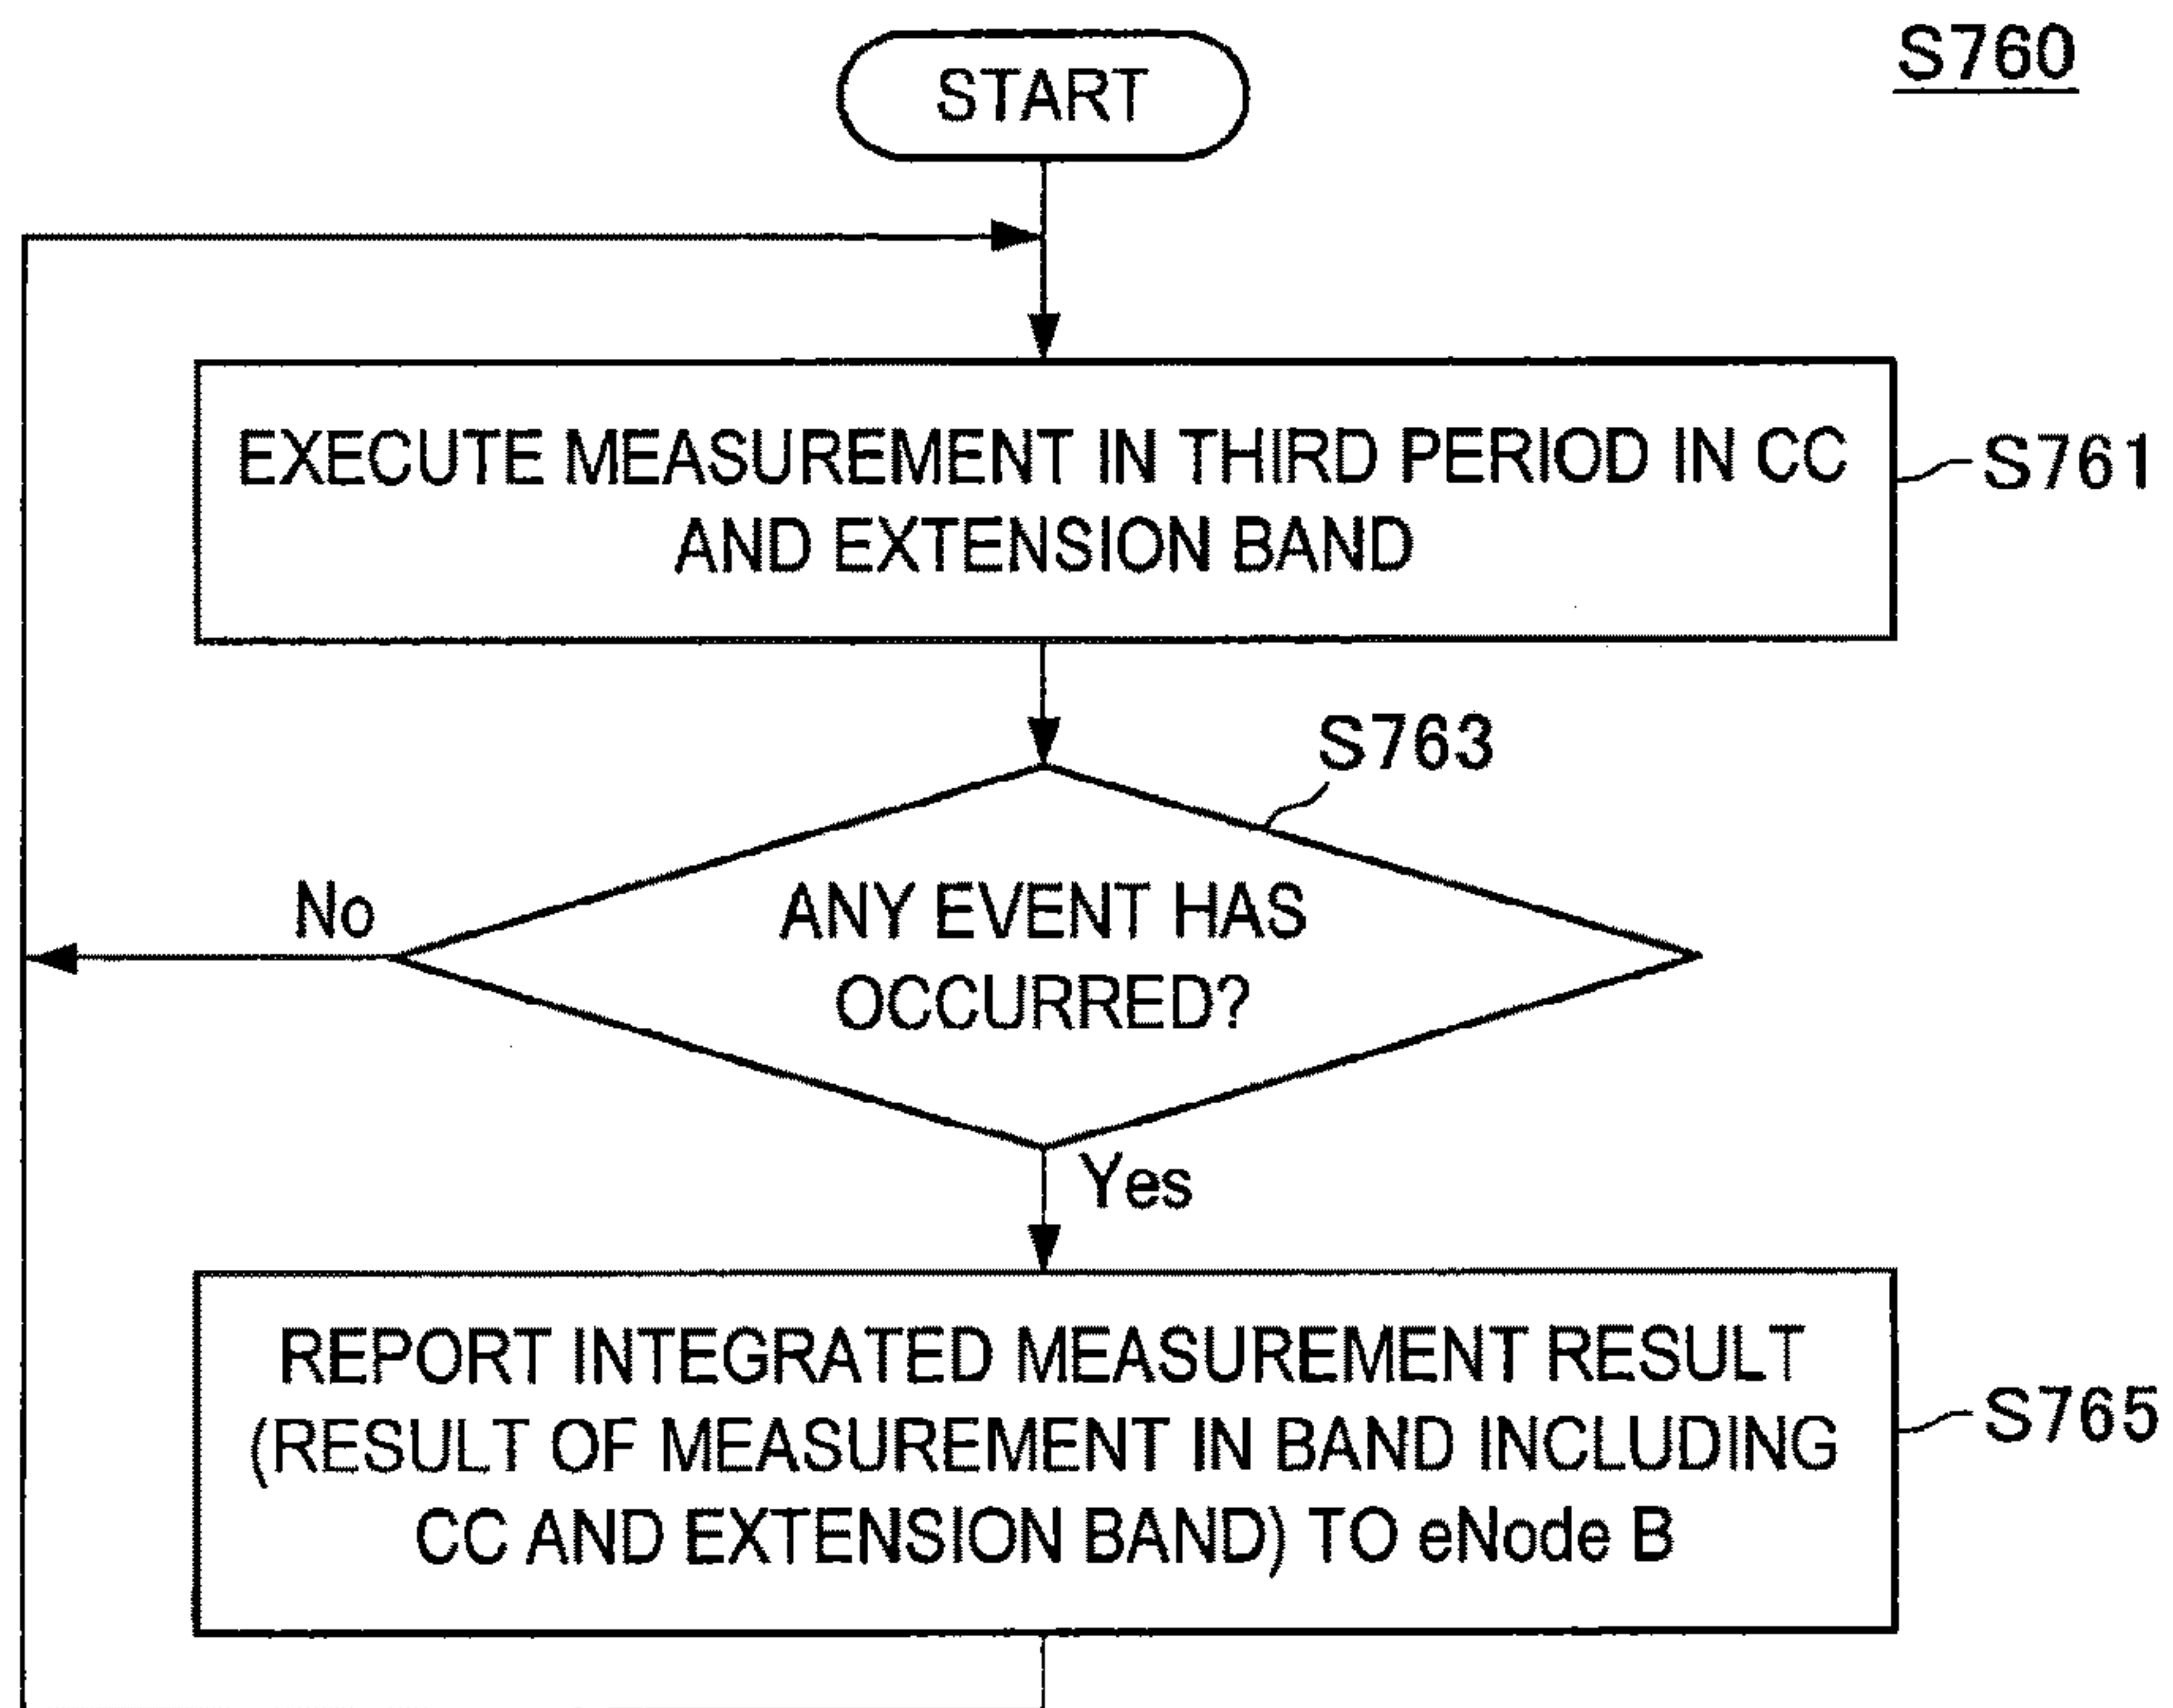 S760
START
EXECUTE MEASUREMENT IN THIRD PERIOD IN CC
AND EXTENSION BAND
S761
S763
ANY EVENT HAS
OCCURRED?
No
Yes
REPORT INTEGRATED MEASUREMENT RESULT
(RESULT OF MEASUREMENT IN BAND INCLUDING
CC AND EXTENSION BAND) TO eNode B
S765